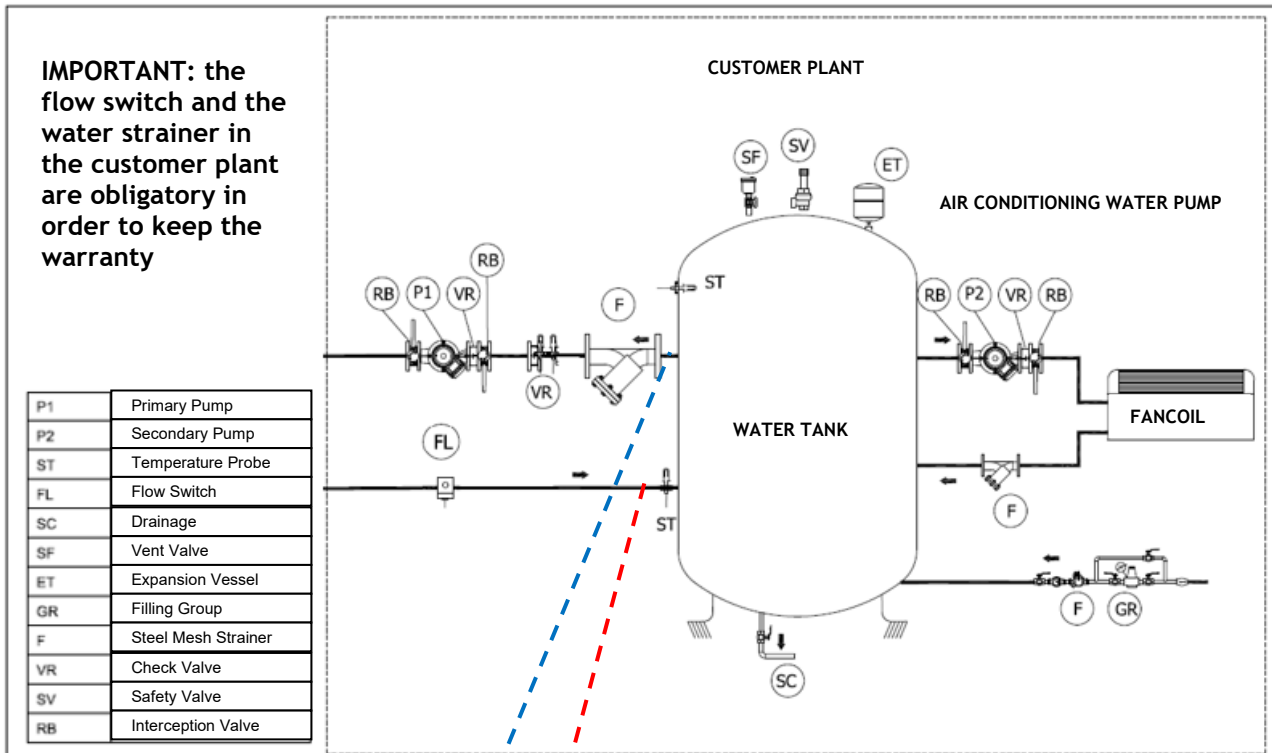 IMPORTANT: the
flow switch and the
water strainer in
the customer plant
are obligatory in
order to keep the
warranty
CUSTOMER PLANT
SF
SV
ET
AIR CONDITIONING WATER PUMP
RB
P1
VR
RB
F
ST
RB
P2
VR
RB
VR
FANCOIL
WATER TANK
FL
ST
F
F
GR
SC
P1 Primary Pump
P2 Secondary Pump
ST Temperature Probe
FL Flow Switch
SC Drainage
SF Vent Valve
ET Expansion Vessel
GR Filling Group
F Steel Mesh Strainer
VR Check Valve
SV Safety Valve
RB Interception Valve